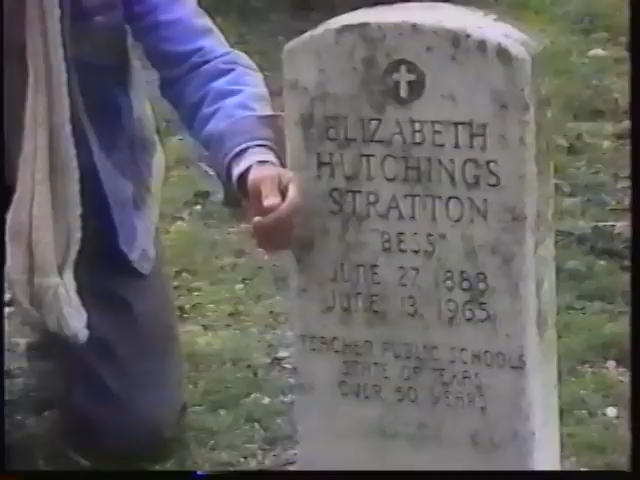 ELIZABETH
HUTCHINGS
STRATTON
"BESS"
JUNE 27, 1888
JUNE 13, 1965
TEACHER PUBLIC SCHOOLS
STATE OF TEXAS
OVER 50 YEARS